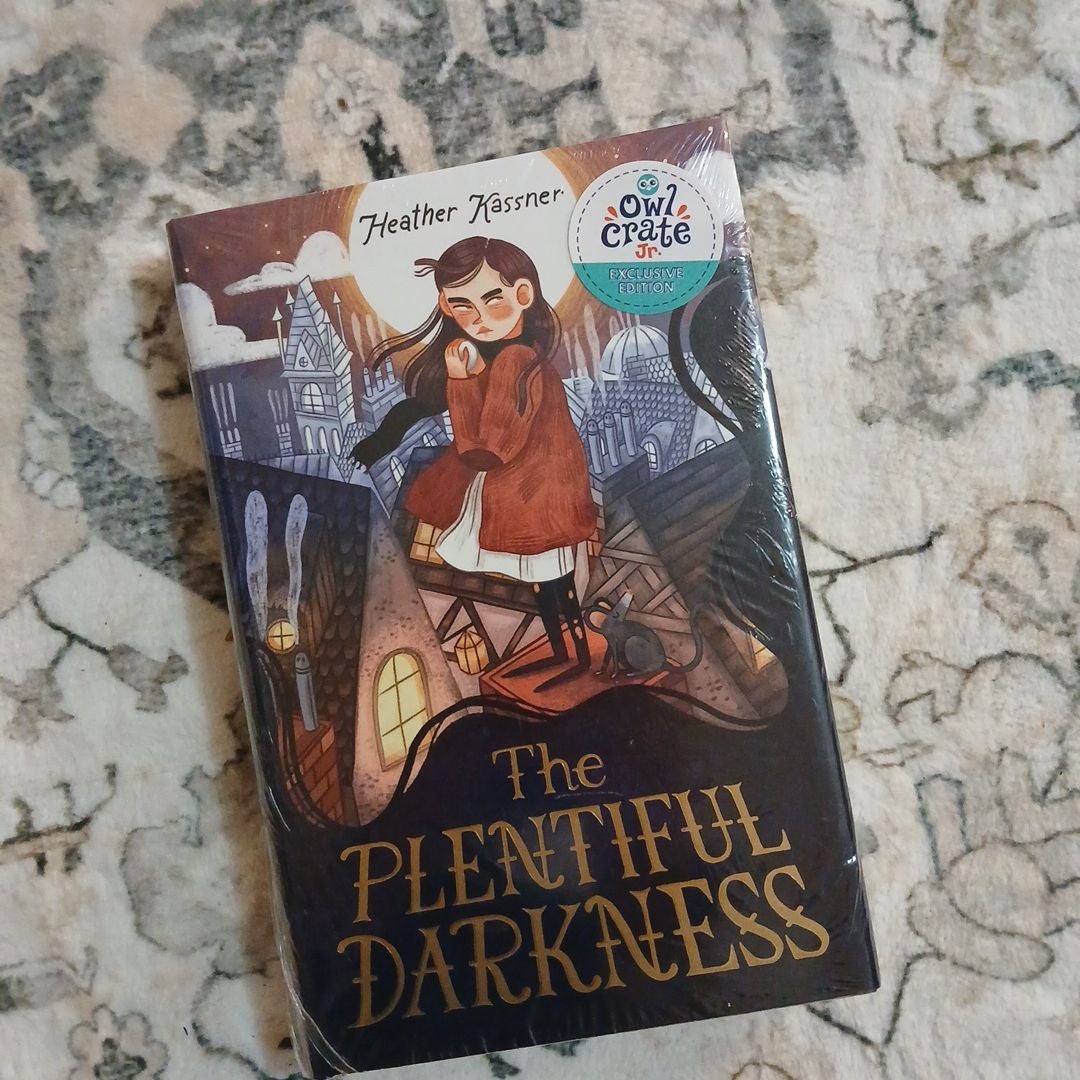 Heather Kassner
Owl
Crate
Jr.
EXCLUSIVE
EDITION
The
PLENTIFUL
DARKNESS